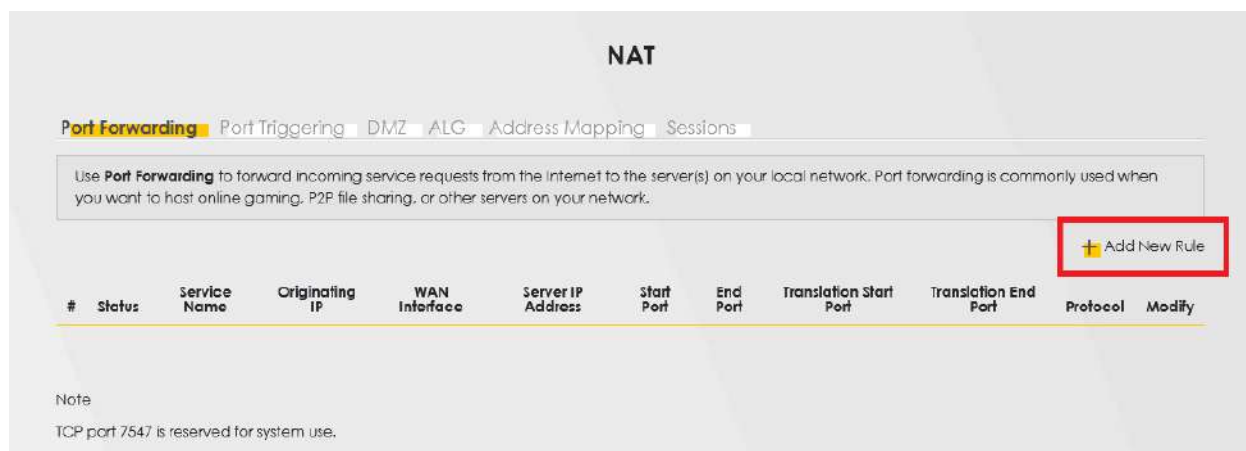 NAT
Port Forwarding Port Triggering DMZ ALG Address Mapping Sessions
Use Port Forwarding to forward incoming service requests from the Internet to the server(s) on your local network. Port forwarding is commonly used when
you want to host online gaming, P2P file sharing, or other servers on your network.
+ Add New Rule
# Status Service Name Originating IP WAN Interface Server IP Address Start Port End Port Translation Start Port Translation End Port Protocol Modify
Note
TCP port 7547 is reserved for system use.